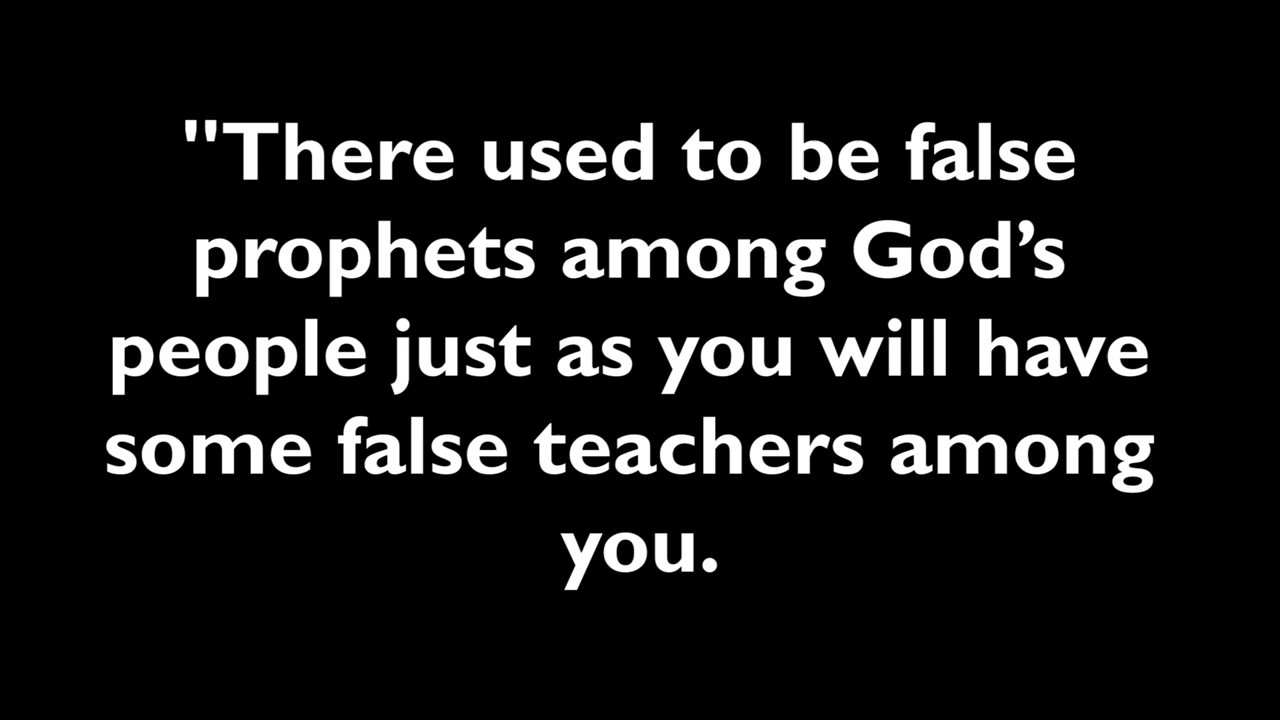 "There used to be false
prophets among God’s
people just as you will have
some false teachers among
you.